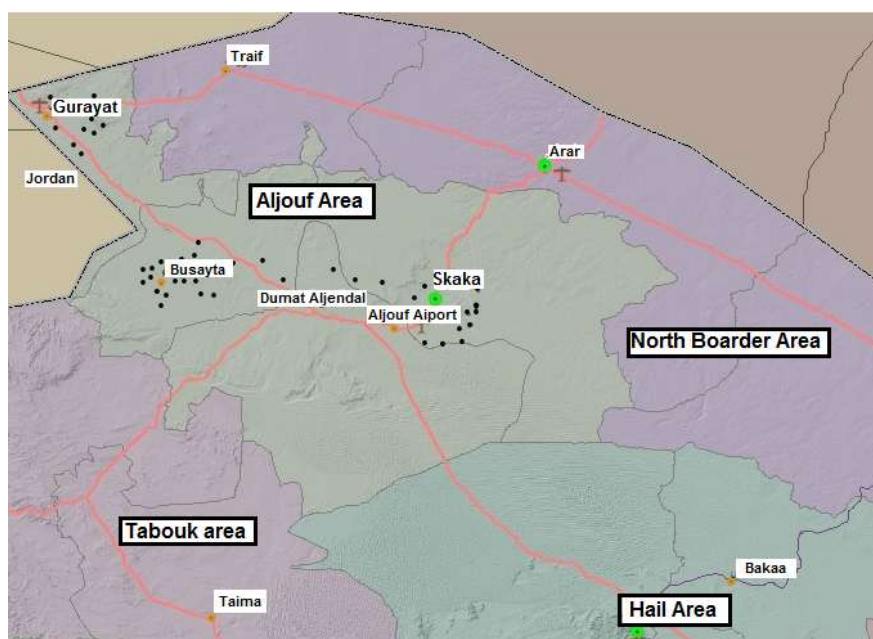 Traif
Gurayat
Arar
Jordan
Aljouf Area
Busayta
Skaka
Dumat Aljendal
Aljouf Aiport
North Boarder Area
Tabouk area
Bakaa
Taima
Hail Area